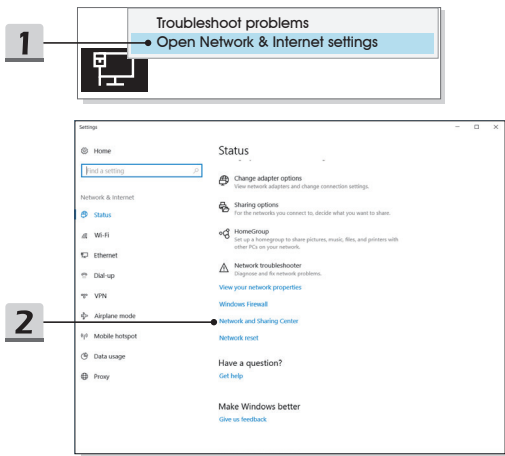 Troubleshoot problems
1
Open Network & Internet settings
Settings
Home
Find a setting
Network & Internet
Status
Wi-Fi
Ethernet
Dial-up
VPN
Airplane mode
Mobile hotspot
Data usage
Proxy
Status
Change adapter options
View network adapters and change connection settings.
Sharing options
For the networks you connect to, decide what you want to share.
HomeGroup
Set up a homegroup to share pictures, music, files, and printers with
other PCs on your network.
Network troubleshooter
Diagnose and fix network problems.
View your network properties
Windows Firewall
2
Network and Sharing Center
Network reset
Have a question?
Get help
Make Windows better
Give us feedback